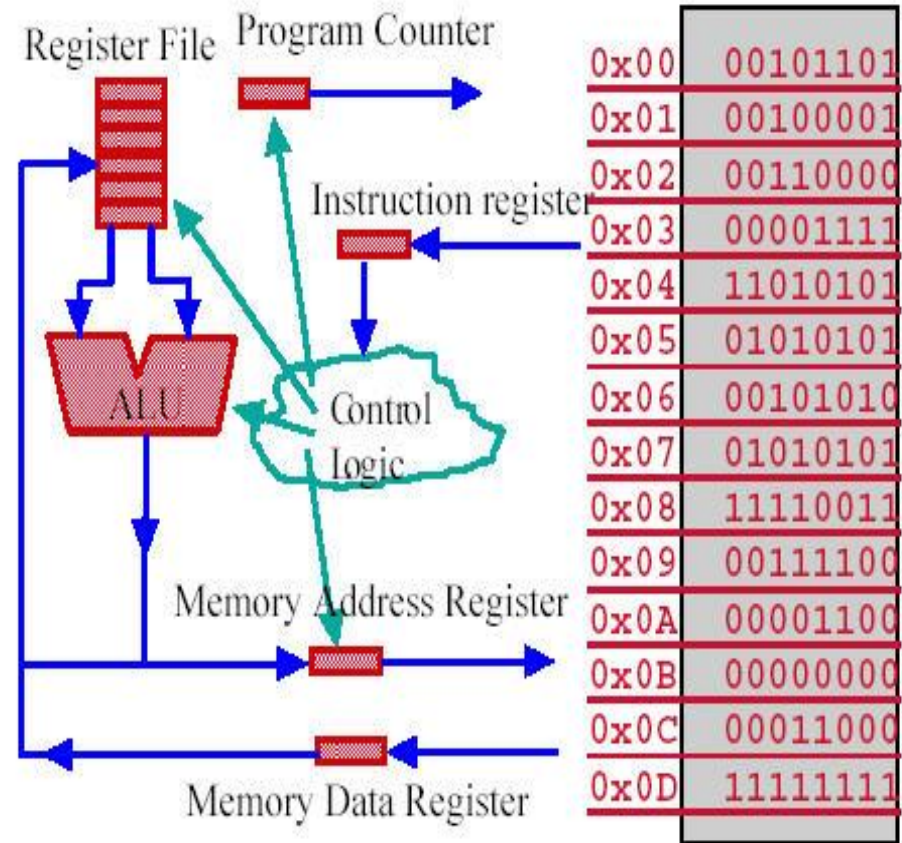 Register File
Program Counter
Instruction register
ALU
Control
logic
Memory Address Register
Memory Data Register
0x00 00101101
0x01 00100001
0x02 00110000
0x03 00001111
0x04 11010101
0x05 01010101
0x06 00101010
0x07 01010101
0x08 11110011
0x09 00111100
0x0A 00001100
0x0B 00000000
0x0C 00011000
0x0D 11111111